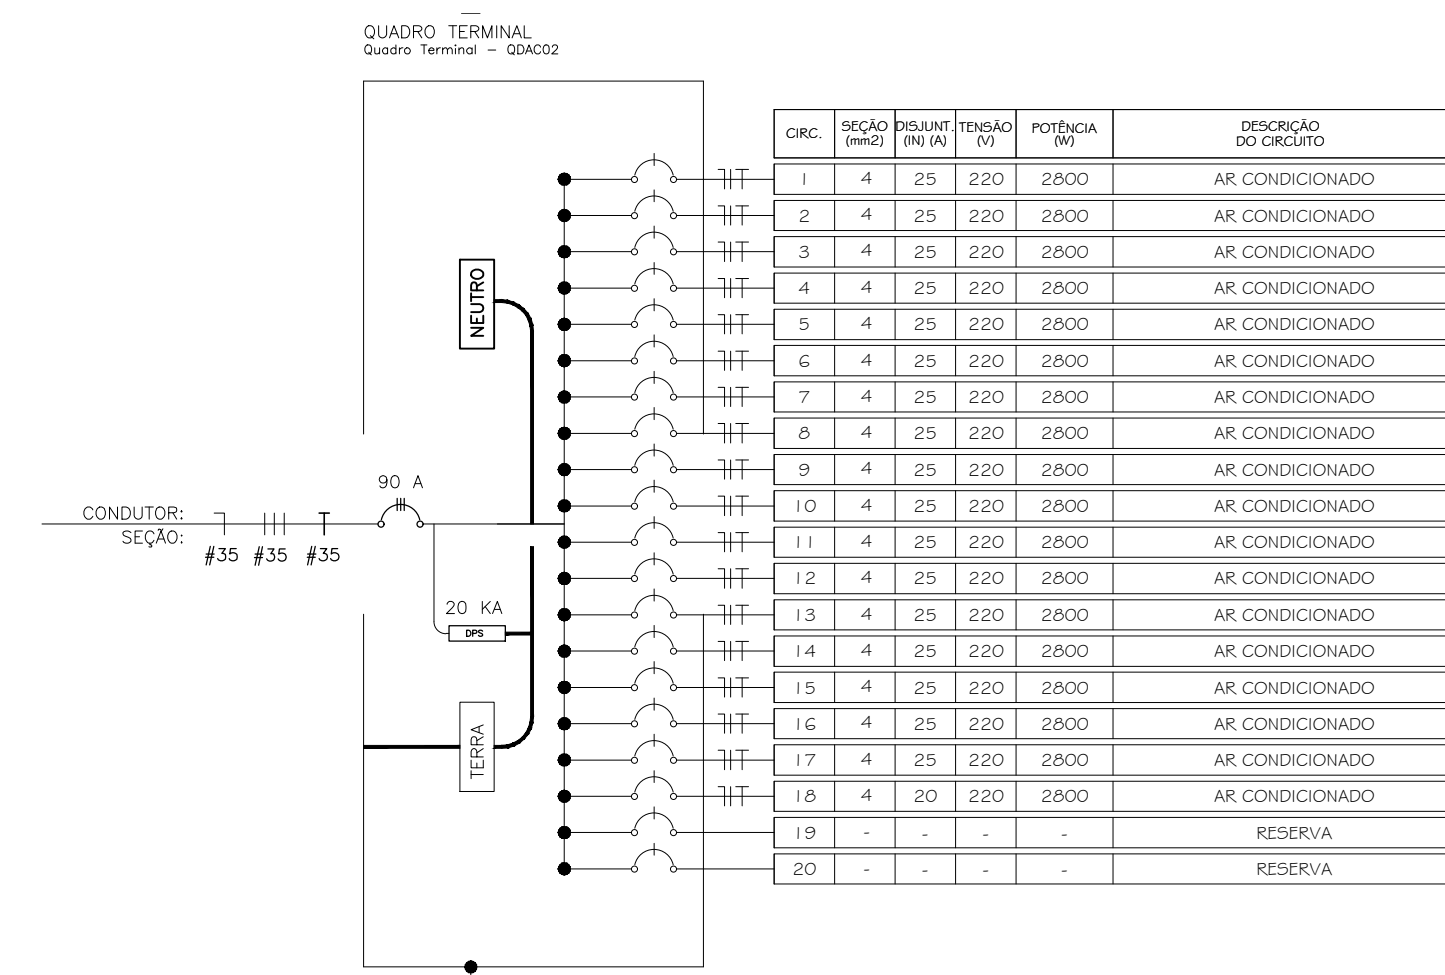 QUADRO TERMINAL
Quadro Terminal - QDAC02
CIRC. SEÇÃO (mm2) DISJUNT. (IN) (A) TENSÃO (V) POTÊNCIA (W) DESCRIÇÃO DO CIRCUITO
1 4 25 220 2800 AR CONDICIONADO
2 4 25 220 2800 AR CONDICIONADO
3 4 25 220 2800 AR CONDICIONADO
4 4 25 220 2800 AR CONDICIONADO
5 4 25 220 2800 AR CONDICIONADO
6 4 25 220 2800 AR CONDICIONADO
7 4 25 220 2800 AR CONDICIONADO
8 4 25 220 2800 AR CONDICIONADO
9 4 25 220 2800 AR CONDICIONADO
10 4 25 220 2800 AR CONDICIONADO
11 4 25 220 2800 AR CONDICIONADO
12 4 25 220 2800 AR CONDICIONADO
13 4 25 220 2800 AR CONDICIONADO
14 4 25 220 2800 AR CONDICIONADO
15 4 25 220 2800 AR CONDICIONADO
16 4 25 220 2800 AR CONDICIONADO
17 4 25 220 2800 AR CONDICIONADO
18 4 20 220 2800 AR CONDICIONADO
19 - - - - RESERVA
20 - - - - RESERVA
NEUTRO
90 A
CONDUTOR:
SEÇÃO:
#35 #35 #35
20 KA
DPS
TERRA